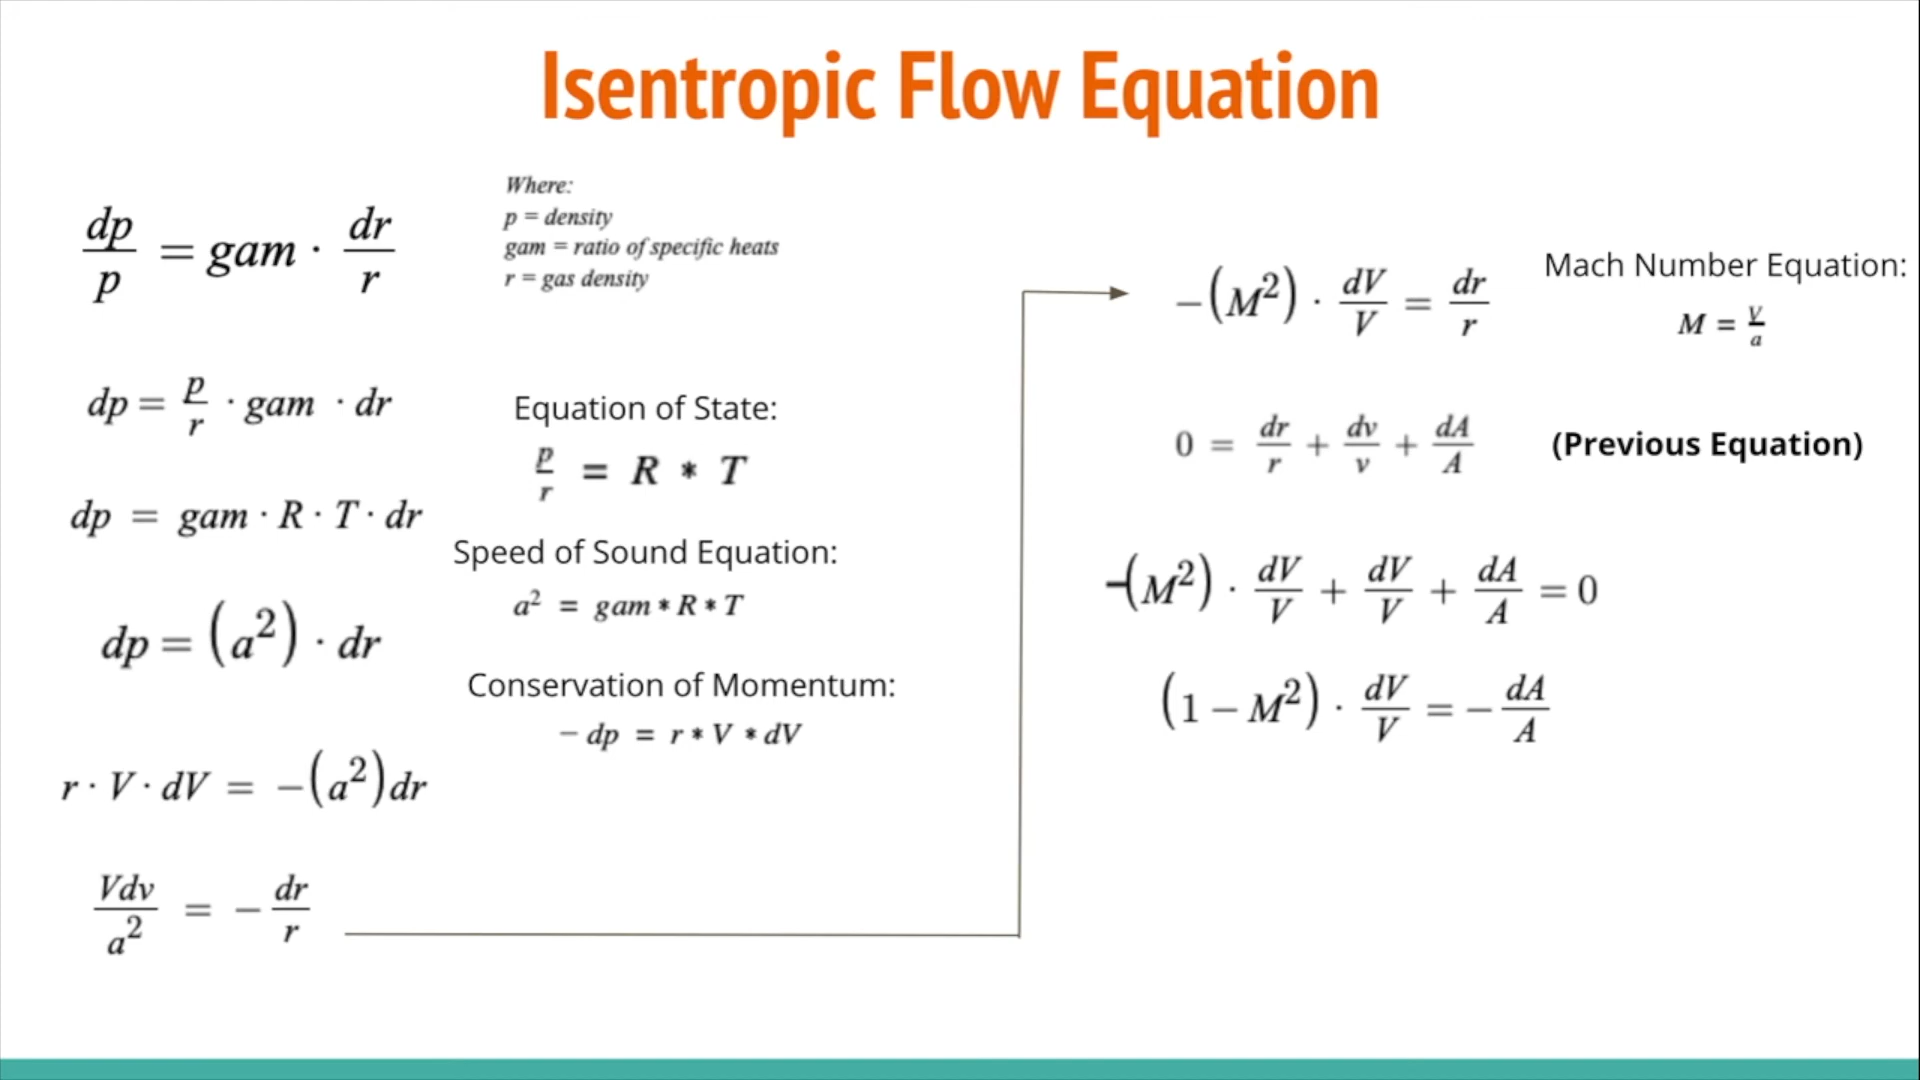 Isentropic Flow Equation
dp/p = gam · dr/r
Where:
p = density
gam = ratio of specific heats
r = gas density
dp = p/r · gam · dr
Equation of State:
p/r = R * T
dp = gam · R · T · dr
Speed of Sound Equation:
a² = gam * R * T
dp = (a²) · dr
Conservation of Momentum:
− dp = r * V * dV
r · V · dV = −(a²)dr
Vdv/a² = − dr/r
−(M²) · dV/V = dr/r
Mach Number Equation:
M = V/a
0 = dr/r + dv/v + dA/A
(Previous Equation)
−(M²) · dV/V + dV/V + dA/A = 0
(1 − M²) · dV/V = − dA/A